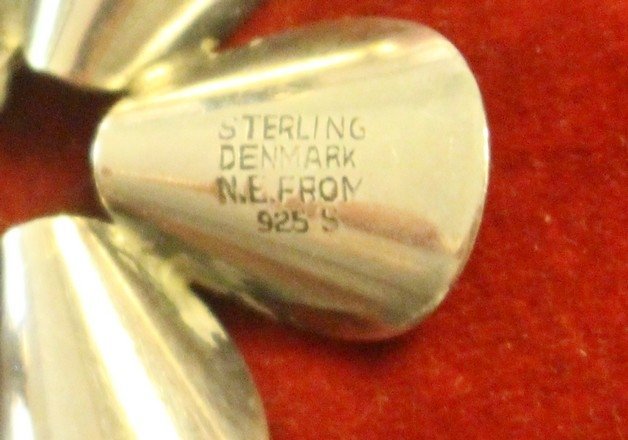 STERLING
DENMARK
N.E.FROM
925 S